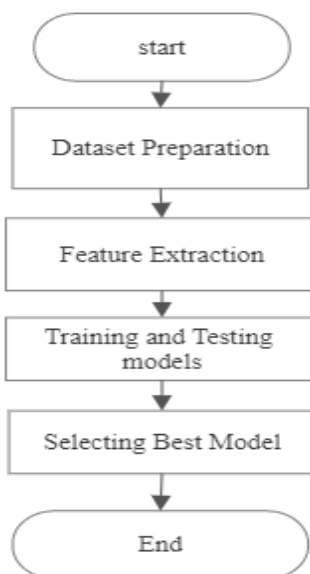 start
Dataset Preparation
Feature Extraction
Training and Testing
models
Selecting Best Model
End